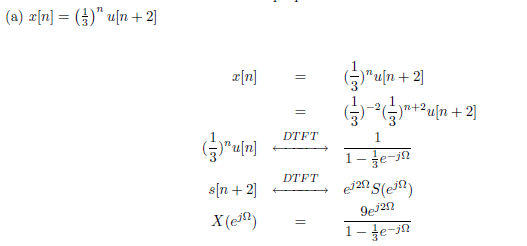 (a) x[n] = (1/3)^n u[n + 2]
x[n] = (1/3)^n u[n + 2]
= (1/3)^{-2} (1/3)^{n+2} u[n + 2]
(1/3)^n u[n] ←DTFT→ 1 / (1 − (1/3)e^{−jΩ})
s[n + 2] ←DTFT→ e^{j2Ω} S(e^{jΩ})
X(e^{jΩ}) = 9e^{j2Ω} / (1 − (1/3)e^{−jΩ})